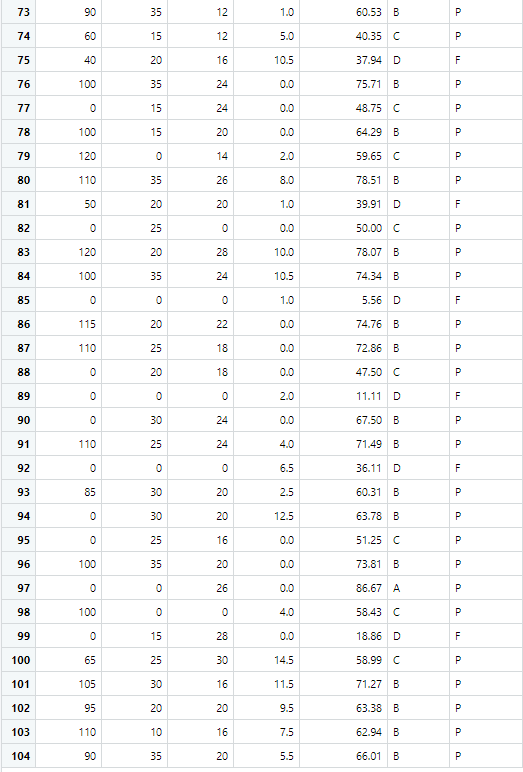 73 90 35 12 1.0 60.53 B P
74 60 15 12 5.0 40.35 C P
75 40 20 16 10.5 37.94 D F
76 100 35 24 0.0 75.71 B P
77 0 15 24 0.0 48.75 C P
78 100 15 20 0.0 64.29 B P
79 120 0 14 2.0 59.65 C P
80 110 35 26 8.0 78.51 B P
81 50 20 20 1.0 39.91 D F
82 0 25 0 0.0 50.00 C P
83 120 20 28 10.0 78.07 B P
84 100 35 24 10.5 74.34 B P
85 0 0 0 1.0 5.56 D F
86 115 20 22 0.0 74.76 B P
87 110 25 18 0.0 72.86 B P
88 0 20 18 0.0 47.50 C P
89 0 0 0 2.0 11.11 D F
90 0 30 24 0.0 67.50 B P
91 110 25 24 4.0 71.49 B P
92 0 0 0 6.5 36.11 D F
93 85 30 20 2.5 60.31 B P
94 0 30 20 12.5 63.78 B P
95 0 25 16 0.0 51.25 C P
96 100 35 20 0.0 73.81 B P
97 0 0 26 0.0 86.67 A P
98 100 0 0 4.0 58.43 C P
99 0 15 28 0.0 18.86 D F
100 65 25 30 14.5 58.99 C P
101 105 30 16 11.5 71.27 B P
102 95 20 20 9.5 63.38 B P
103 110 10 16 7.5 62.94 B P
104 90 35 20 5.5 66.01 B P